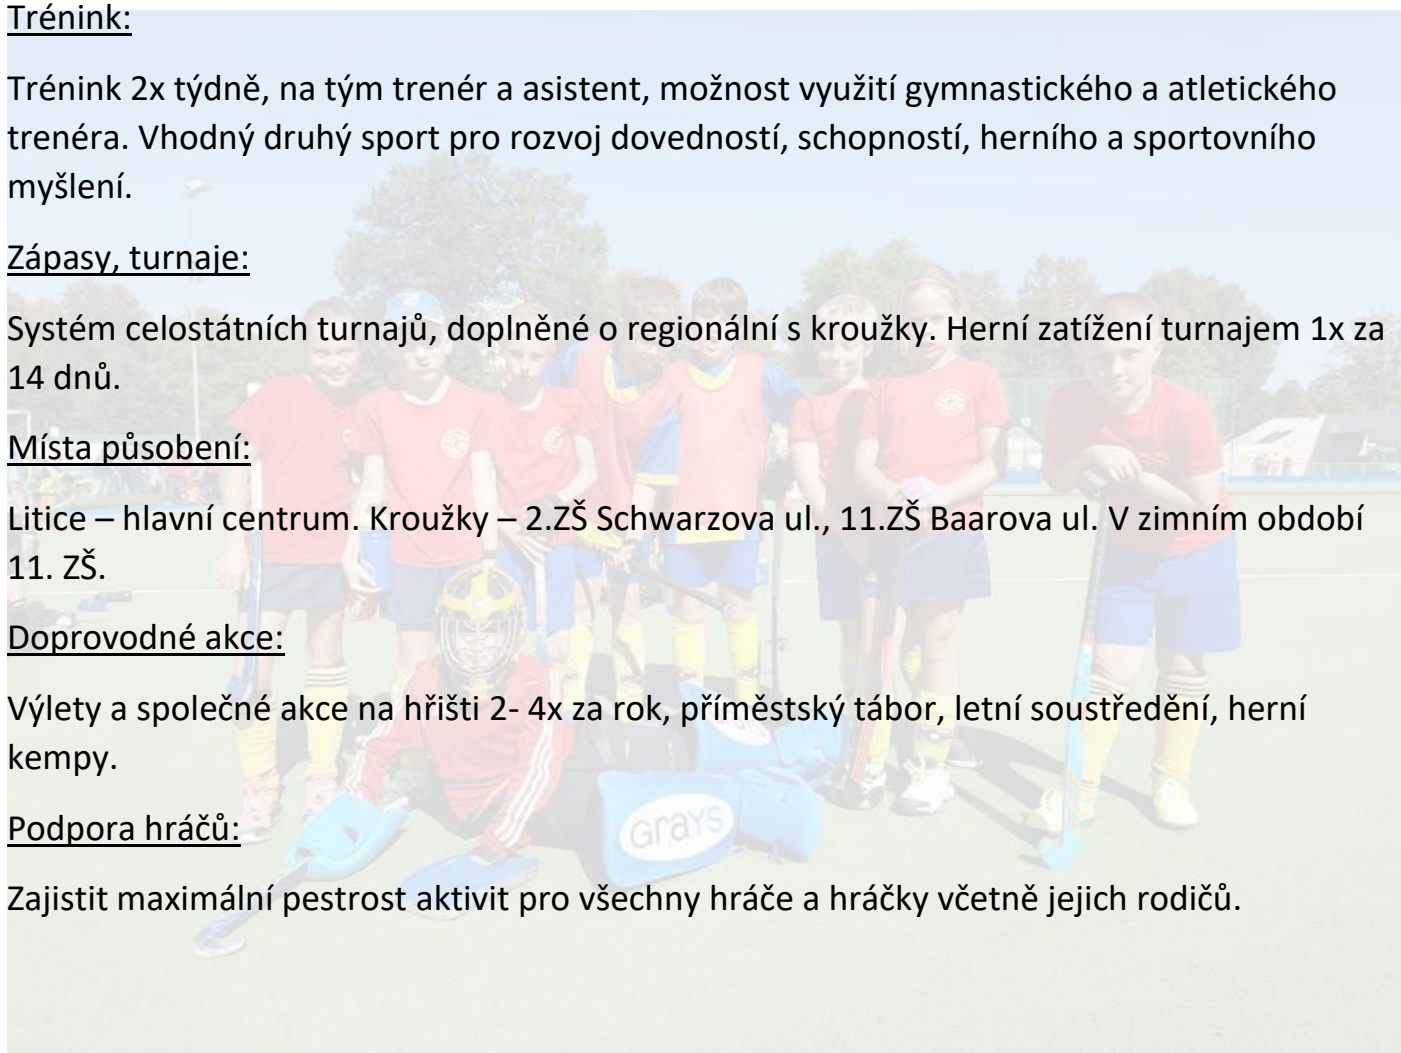 Trénink:
Trénink 2x týdně, na tým trenér a asistent, možnost využití gymnastického a atletického
trenéra. Vhodný druhý sport pro rozvoj dovedností, schopností, herního a sportovního
myšlení.
Zápasy, turnaje:
Systém celostátních turnajů, doplněné o regionální s kroužky. Herní zatížení turnajem 1x za
14 dnů.
Místa působení:
Litice – hlavní centrum. Kroužky – 2.ZŠ Schwarzova ul., 11.ZŠ Baarova ul. V zimním období
11. ZŠ.
Doprovodné akce:
Výlety a společné akce na hřišti 2- 4x za rok, příměstský tábor, letní soustředění, herní
kempy.
Podpora hráčů:
GRAYS
Zajistit maximální pestrost aktivit pro všechny hráče a hráčky včetně jejich rodičů.